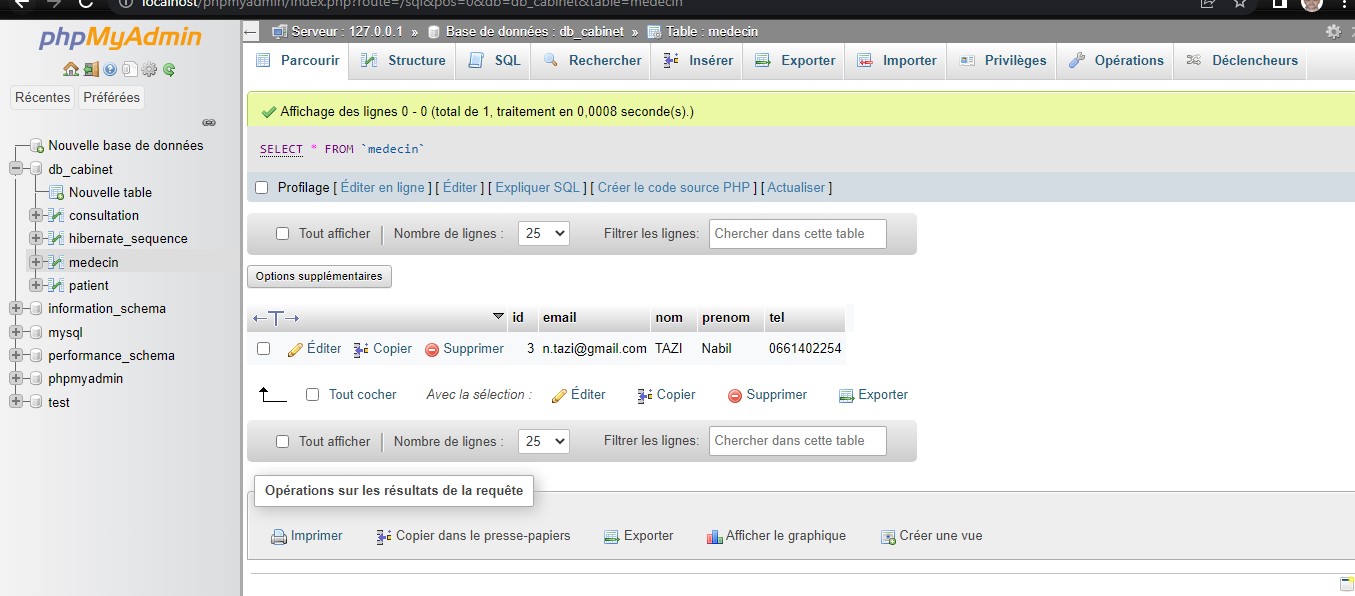 localhost/phpmyadmin/index.php?route=/sql&pos=0&db=db_cabinet&table=medecin
phpMyAdmin
Récentes Préférées
Nouvelle base de données
db_cabinet
Nouvelle table
consultation
hibernate_sequence
medecin
patient
information_schema
mysql
performance_schema
phpmyadmin
test
Serveur : 127.0.0.1 » Base de données : db_cabinet » Table : medecin
Parcourir Structure SQL Rechercher Insérer Exporter Importer Privilèges Opérations Déclencheurs
Affichage des lignes 0 - 0 (total de 1, traitement en 0,0008 seconde(s).)
SELECT * FROM `medecin`
Profilage [ Éditer en ligne ] [ Éditer ] [ Expliquer SQL ] [ Créer le code source PHP ] [ Actualiser ]
Tout afficher Nombre de lignes : 25 Filtrer les lignes: Chercher dans cette table
Options supplémentaires
←T→ id email nom prenom tel
Éditer Copier Supprimer 3 n.tazi@gmail.com TAZI Nabil 0661402254
Tout cocher Avec la sélection : Éditer Copier Supprimer Exporter
Tout afficher Nombre de lignes : 25 Filtrer les lignes: Chercher dans cette table
Opérations sur les résultats de la requête
Imprimer Copier dans le presse-papiers Exporter Afficher le graphique Créer une vue